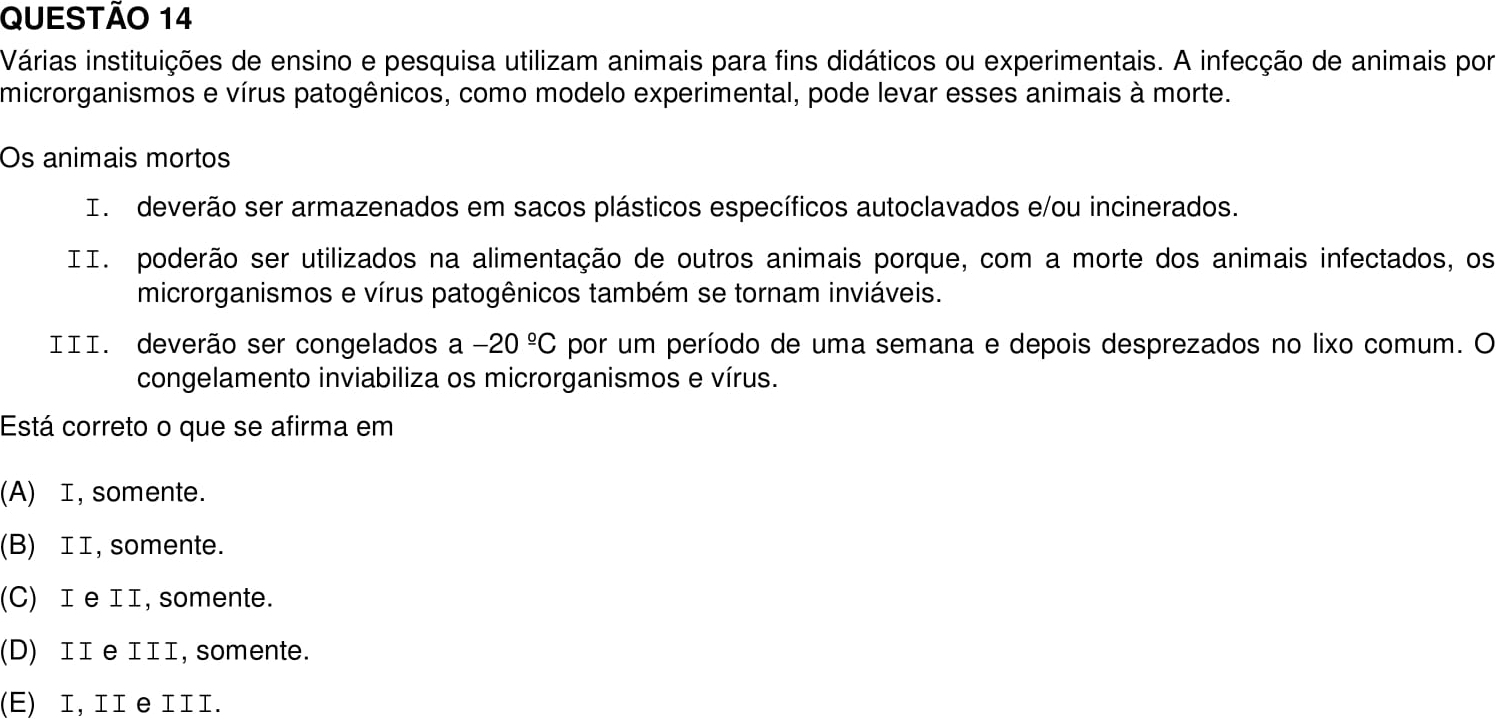 QUESTÃO 14
Várias instituições de ensino e pesquisa utilizam animais para fins didáticos ou experimentais. A infecção de animais por
microrganismos e vírus patogênicos, como modelo experimental, pode levar esses animais à morte.
Os animais mortos
I. deverão ser armazenados em sacos plásticos específicos autoclavados e/ou incinerados.
II. poderão ser utilizados na alimentação de outros animais porque, com a morte dos animais infectados, os
microrganismos e vírus patogênicos também se tornam inviáveis.
III. deverão ser congelados a −20 ºC por um período de uma semana e depois desprezados no lixo comum. O
congelamento inviabiliza os microrganismos e vírus.
Está correto o que se afirma em
(A) I, somente.
(B) II, somente.
(C) I e II, somente.
(D) II e III, somente.
(E) I, II e III.